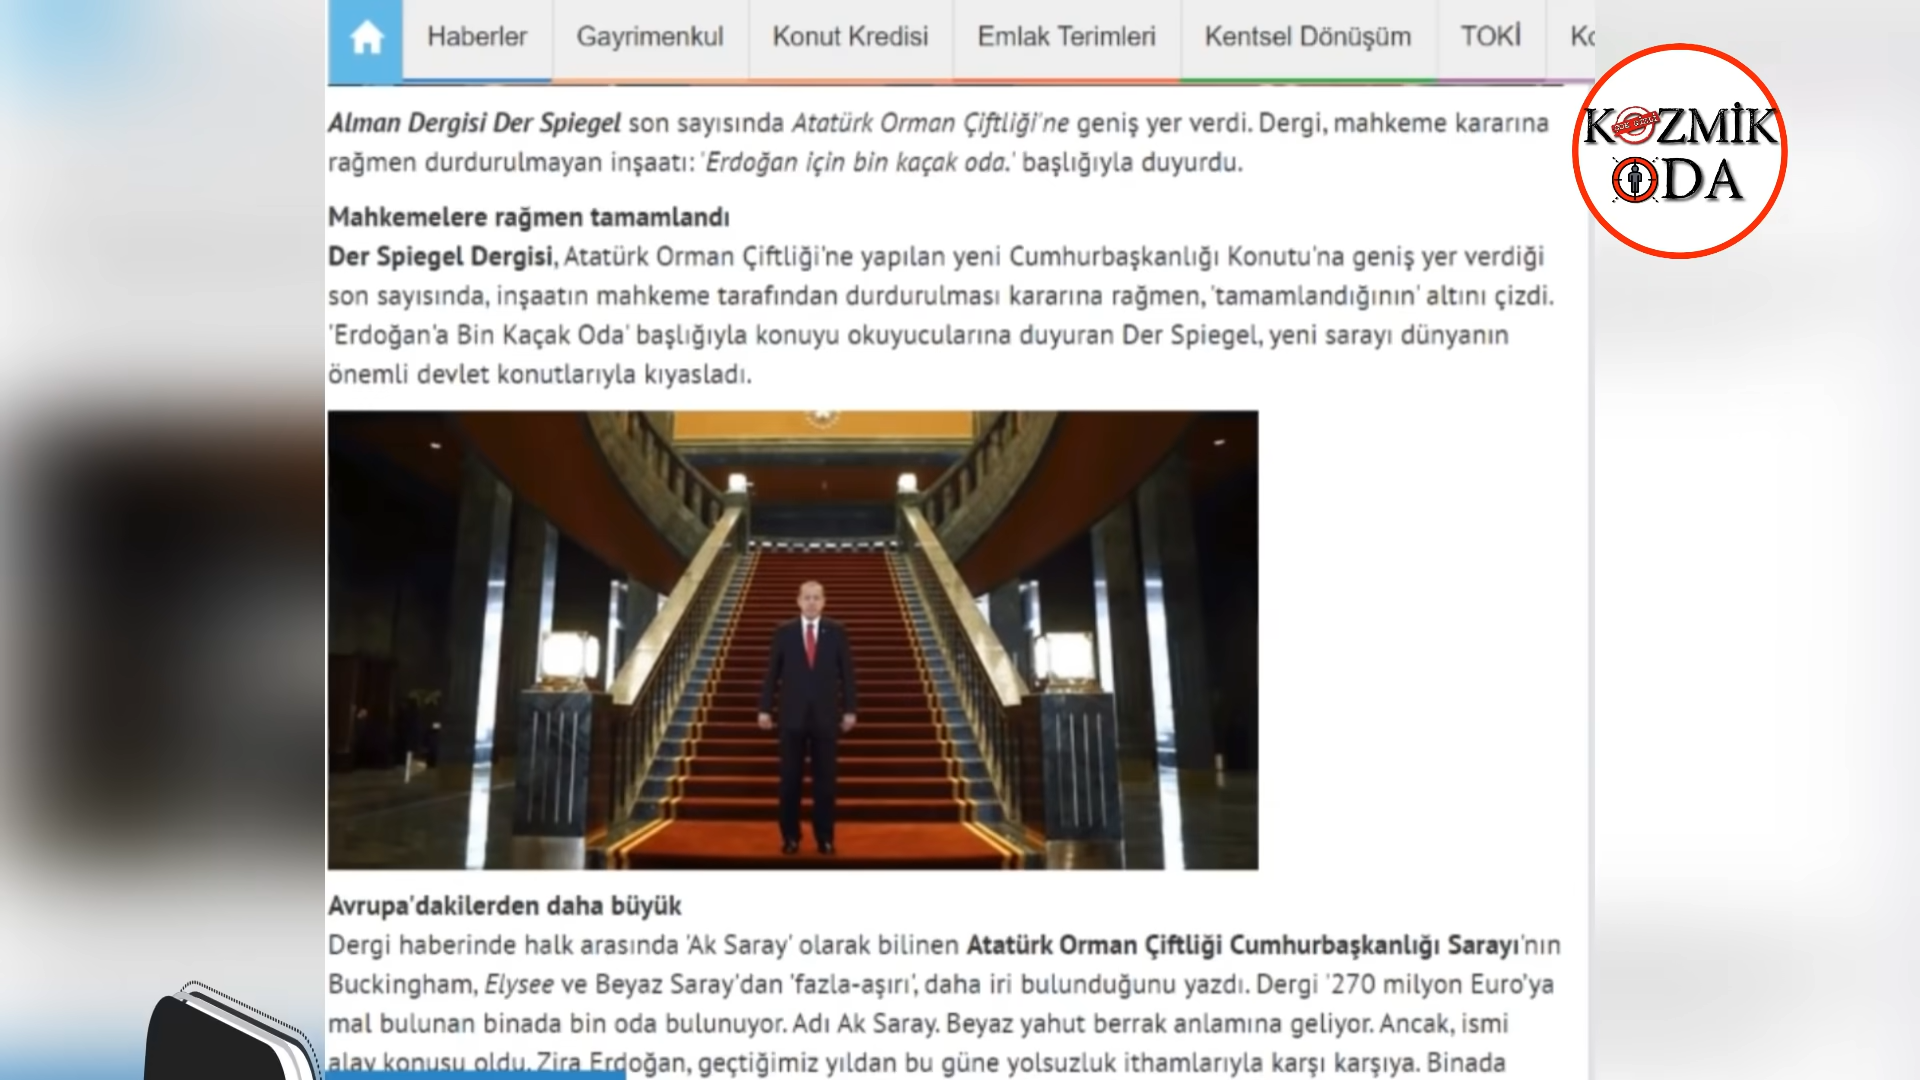 Haberler Gayrimenkul Konut Kredisi Emlak Terimleri Kentsel Dönüşüm TOKİ
KOZMİK
ODA
Alman Dergisi Der Spiegel son sayısında Atatürk Orman Çiftliği'ne geniş yer verdi. Dergi, mahkeme kararına
rağmen durdurulmayan inşaatı: 'Erdoğan için bin kaçak oda.' başlığıyla duyurdu.
Mahkemelere rağmen tamamlandı
Der Spiegel Dergisi, Atatürk Orman Çiftliği'ne yapılan yeni Cumhurbaşkanlığı Konutu'na geniş yer verdiği
son sayısında, inşaatın mahkeme tarafından durdurulması kararına rağmen, 'tamamlandığının' altını çizdi.
'Erdoğan'a Bin Kaçak Oda' başlığıyla konuyu okuyucularına duyuran Der Spiegel, yeni sarayı dünyanın
önemli devlet konutlarıyla kıyasladı.
Avrupa'dakilerden daha büyük
Dergi haberinde halk arasında 'Ak Saray' olarak bilinen Atatürk Orman Çiftliği Cumhurbaşkanlığı Sarayı'nın
Buckingham, Elysee ve Beyaz Saray'dan 'fazla-aşırı', daha iri bulunduğunu yazdı. Dergi '270 milyon Euro'ya
mal bulunan binada bin oda bulunuyor. Adı Ak Saray. Beyaz yahut berrak anlamına geliyor. Ancak, ismi
alay konusu oldu. Zira Erdoğan, geçtiğimiz yıldan bu güne yolsuzluk ithamlarıyla karşı karşıya. Binada